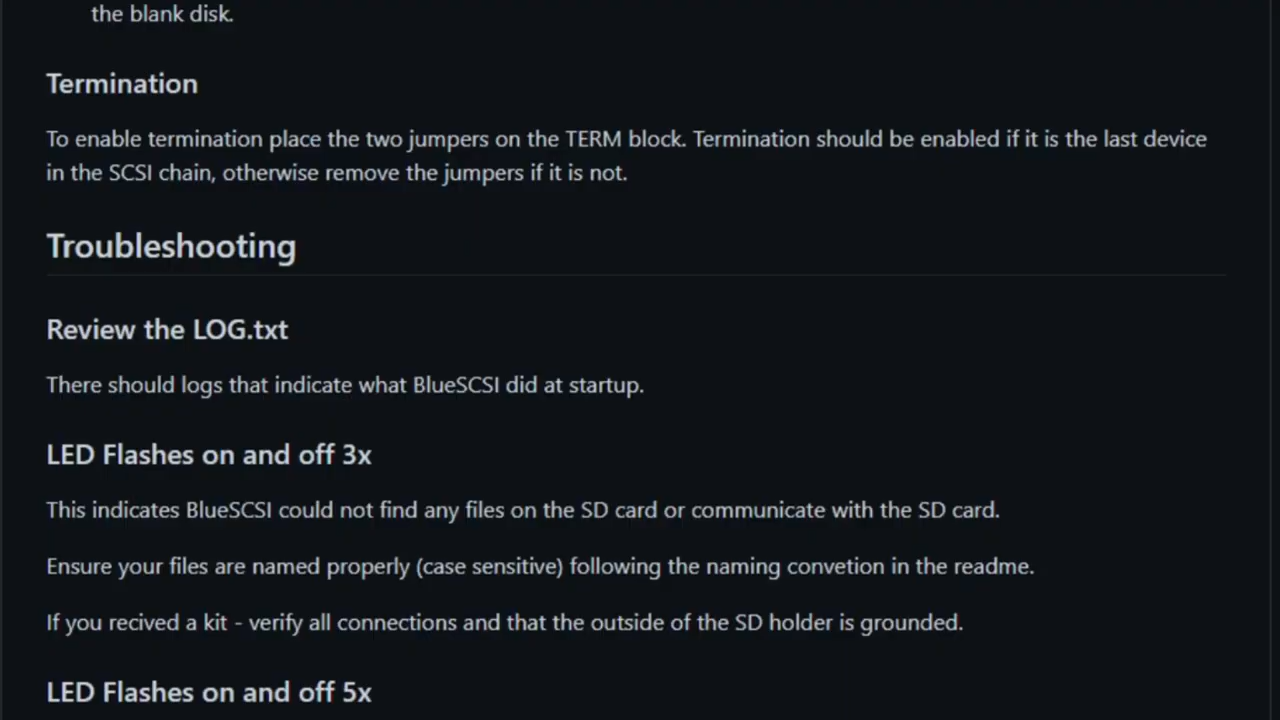 the blank disk.
Termination
To enable termination place the two jumpers on the TERM block. Termination should be enabled if it is the last device
in the SCSI chain, otherwise remove the jumpers if it is not.
Troubleshooting
Review the LOG.txt
There should logs that indicate what BlueSCSI did at startup.
LED Flashes on and off 3x
This indicates BlueSCSI could not find any files on the SD card or communicate with the SD card.
Ensure your files are named properly (case sensitive) following the naming convetion in the readme.
If you recived a kit - verify all connections and that the outside of the SD holder is grounded.
LED Flashes on and off 5x